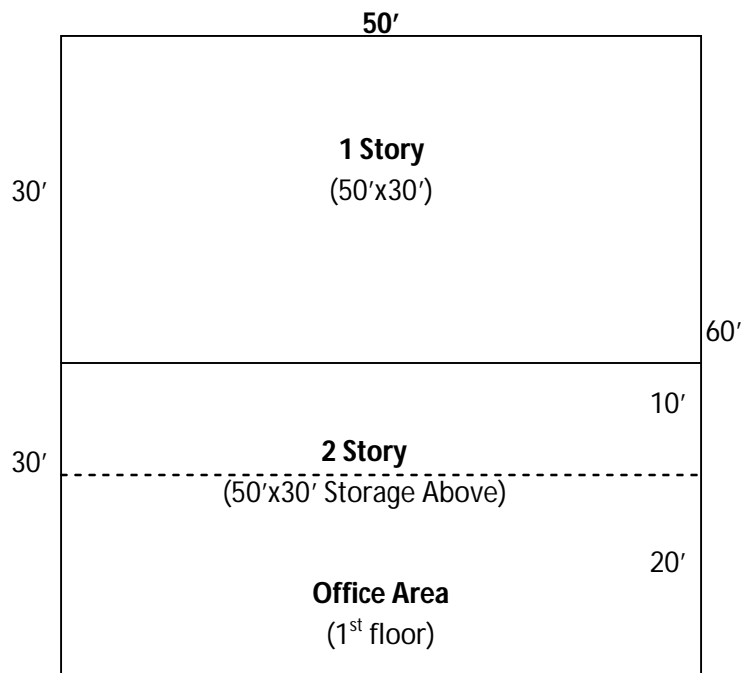 50′
1 Story
(50′x30′)
30′
60′
10′
30′
2 Story
(50′x30′ Storage Above)
20′
Office Area
(1st floor)